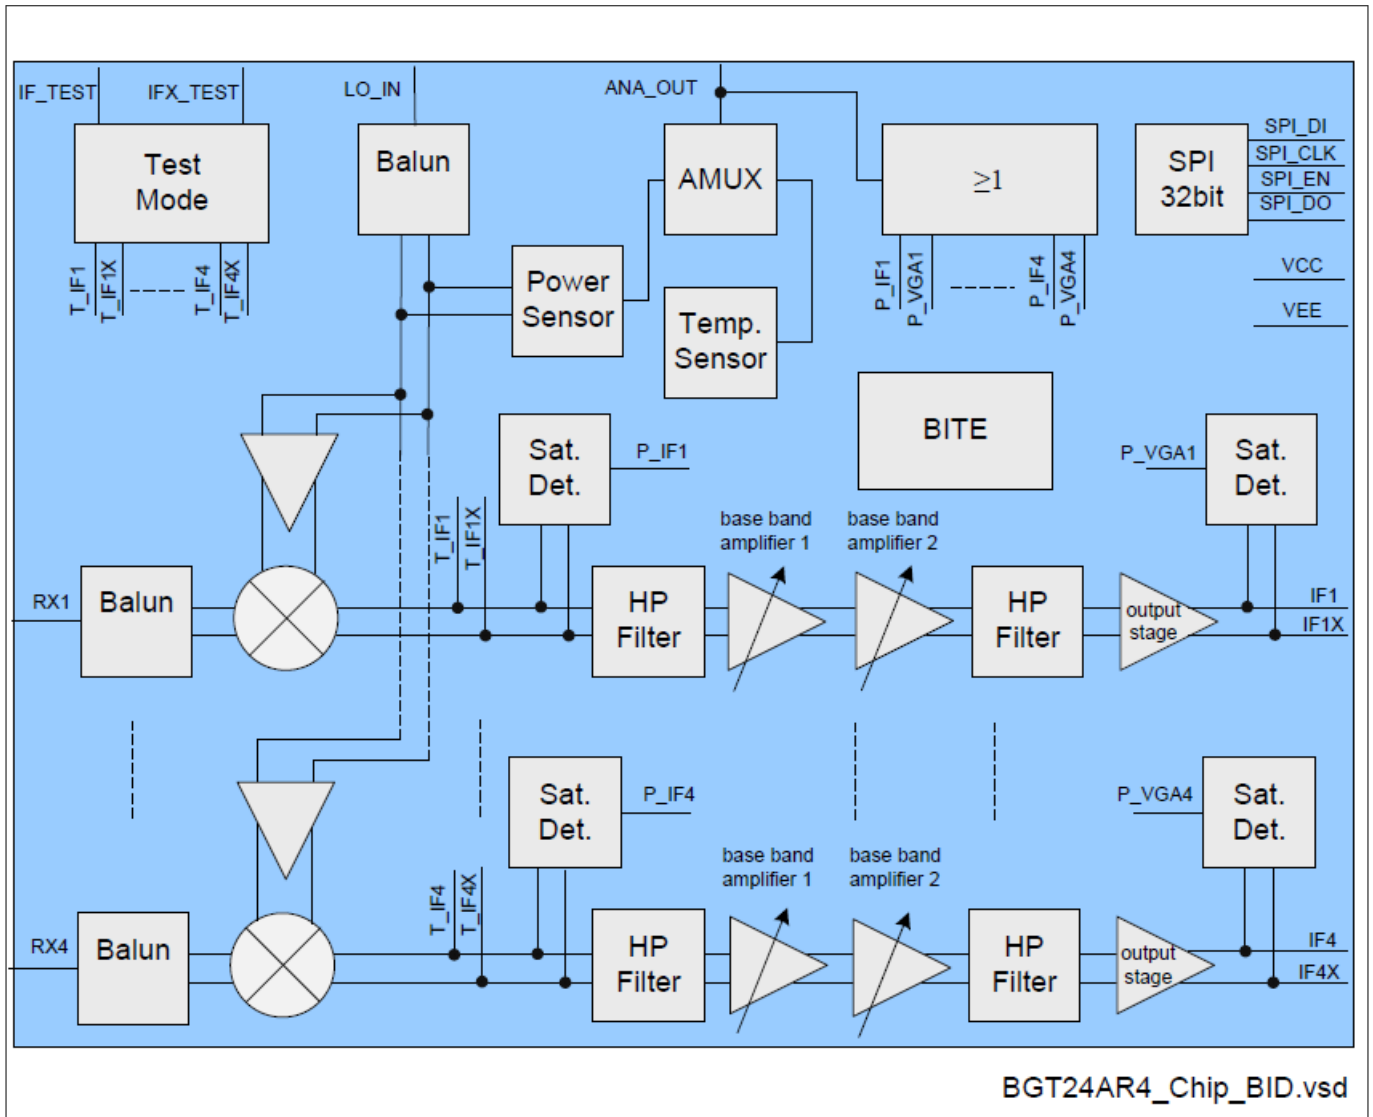 IF_TEST
IFX_TEST
LO_IN
ANA_OUT
Test
Mode
Balun
AMUX
≥1
SPI
32bit
SPI_DI
SPI_CLK
SPI_EN
SPI_DO
T_IF1
T_IF1X
T_IF4
T_IF4X
Power
Sensor
Temp.
Sensor
P_IF1
P_VGA1
P_IF4
P_VGA4
VCC
VEE
BITE
Sat.
Det.
P_IF1
P_VGA1
Sat.
Det.
T_IF1
T_IF1X
base band
amplifier 1
base band
amplifier 2
RX1
Balun
HP
Filter
HP
Filter
output
stage
IF1
IF1X
Sat.
Det.
P_IF4
P_VGA4
Sat.
Det.
T_IF4
T_IF4X
base band
amplifier 1
base band
amplifier 2
RX4
Balun
HP
Filter
HP
Filter
output
stage
IF4
IF4X
BGT24AR4_Chip_BID.vsd